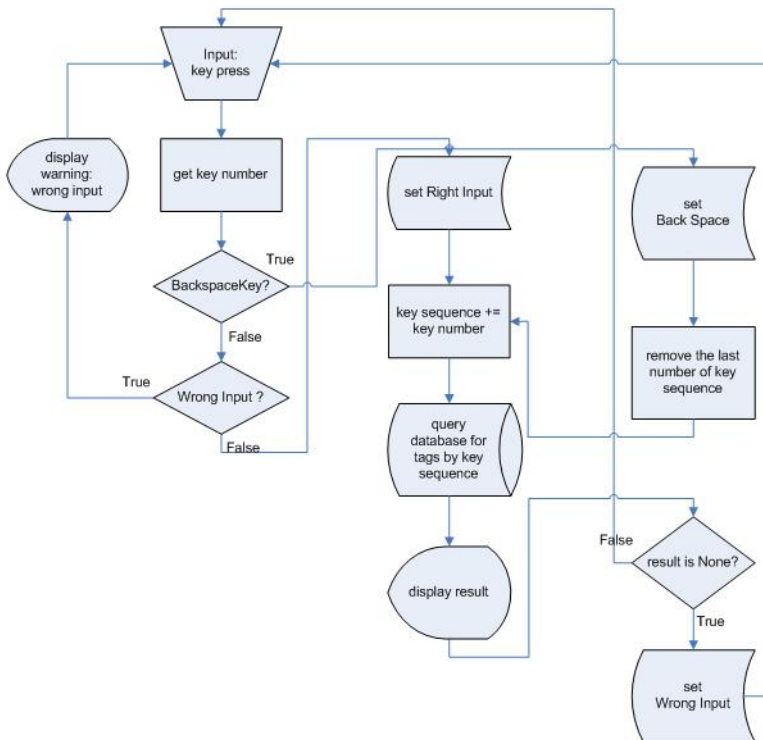 Input:
key press
display
warning:
wrong input
get key number
set Right Input
set
Back Space
True
BackspaceKey?
key sequence +=
key number
False
remove the last
number of key
sequence
True
Wrong Input ?
False
query
database for
tags by key
sequence
False
result is None?
display result
True
set
Wrong Input